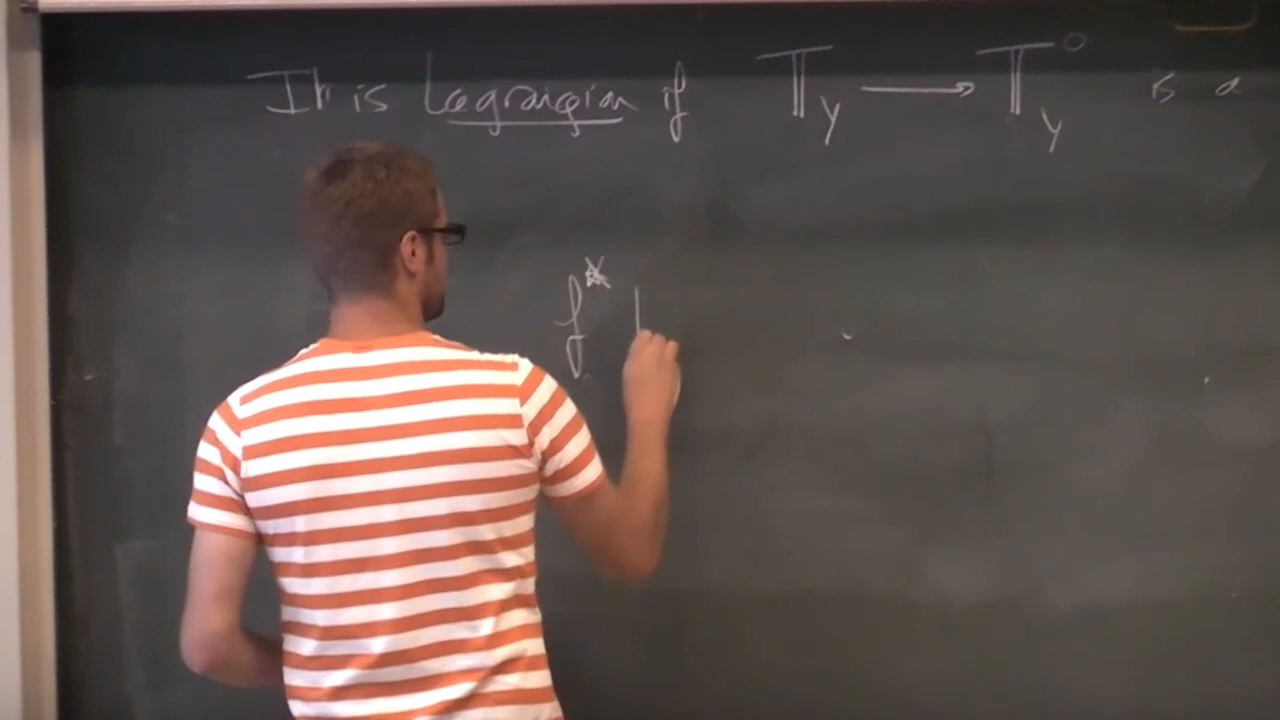 It is Lagrangian if 𝕋_Y ⟶ 𝕋_Y^○ is a
f^*